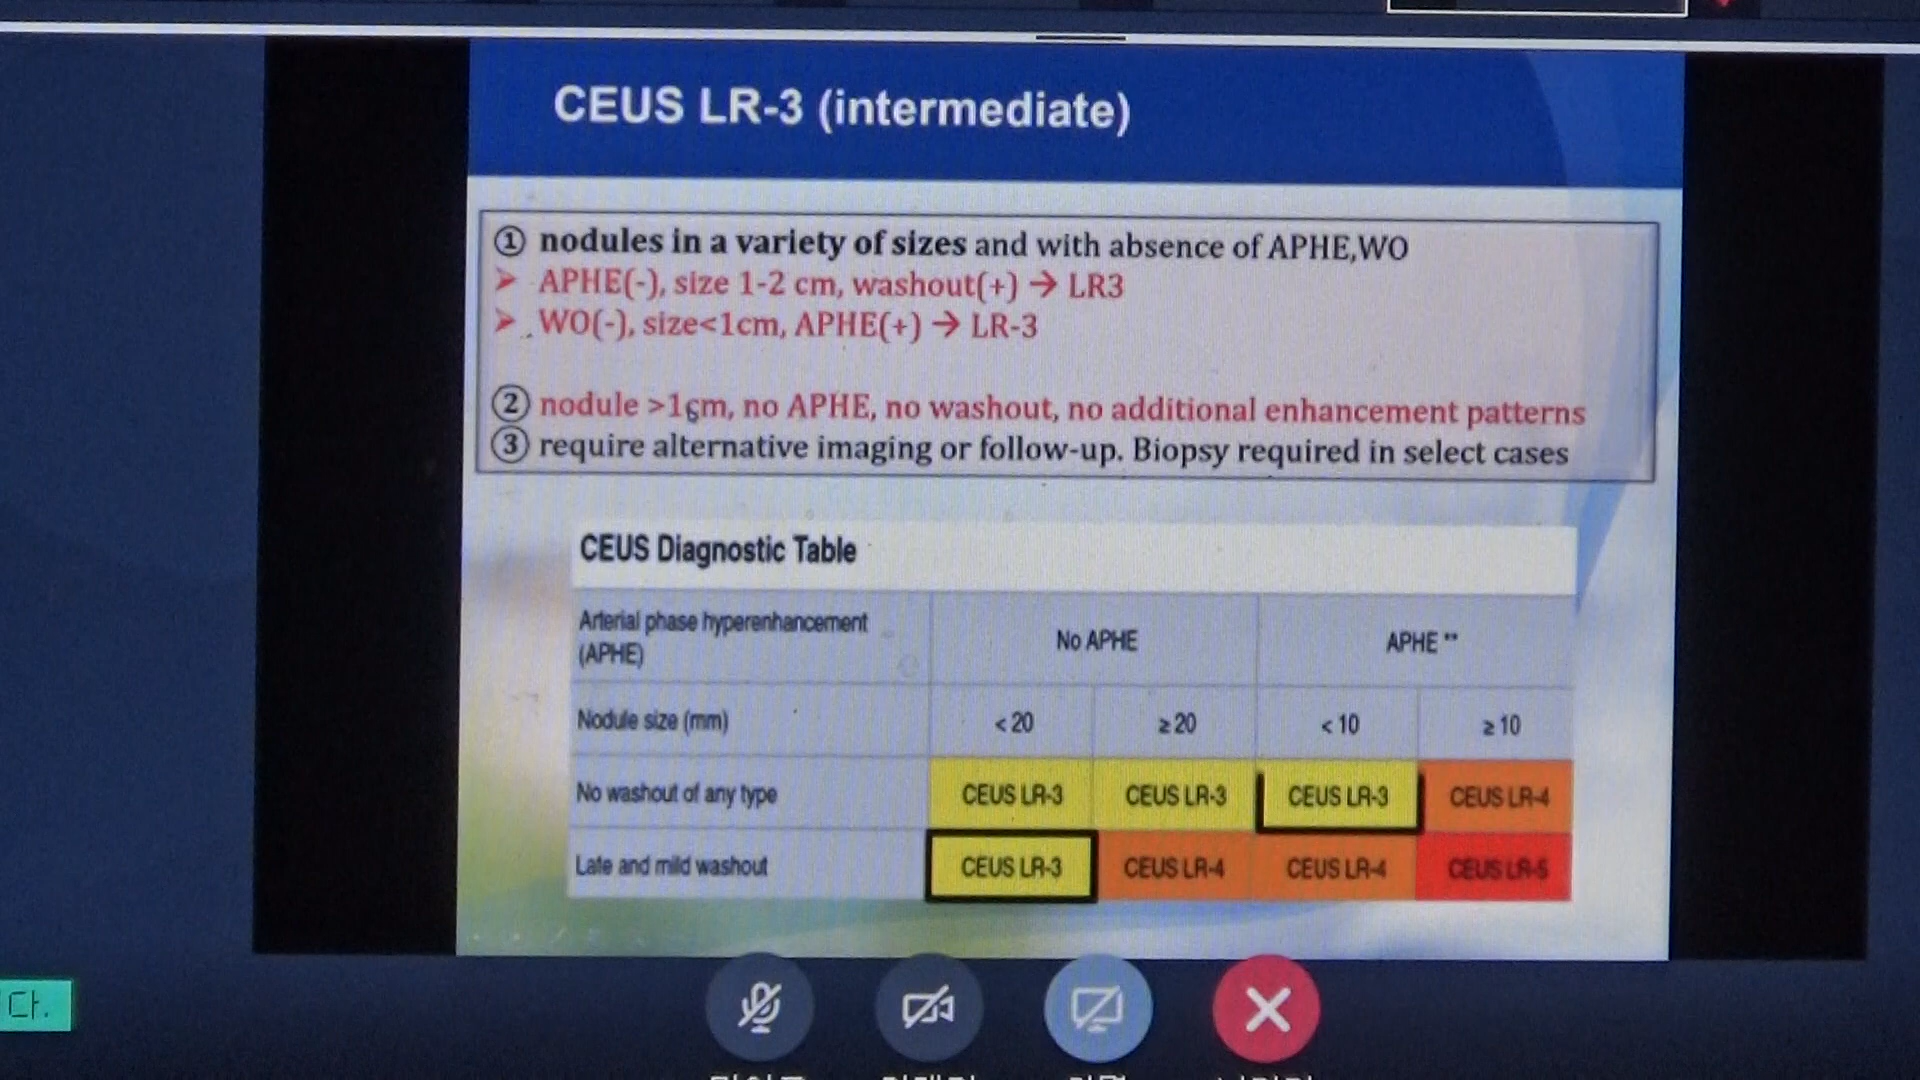 CEUS LR-3 (intermediate)
① nodules in a variety of sizes and with absence of APHE,WO
➤ APHE(-), size 1-2 cm, washout(+) → LR3
➤ WO(-), size<1cm, APHE(+) → LR-3
② nodule >1cm, no APHE, no washout, no additional enhancement patterns
③ require alternative imaging or follow-up. Biopsy required in select cases
CEUS Diagnostic Table
Arterial phase hyperenhancement (APHE) No APHE APHE **
Nodule size (mm) < 20 ≥ 20 < 10 ≥ 10
No washout of any type CEUS LR-3 CEUS LR-3 CEUS LR-3 CEUS LR-4
Late and mild washout CEUS LR-3 CEUS LR-4 CEUS LR-4 CEUS LR-5
다.